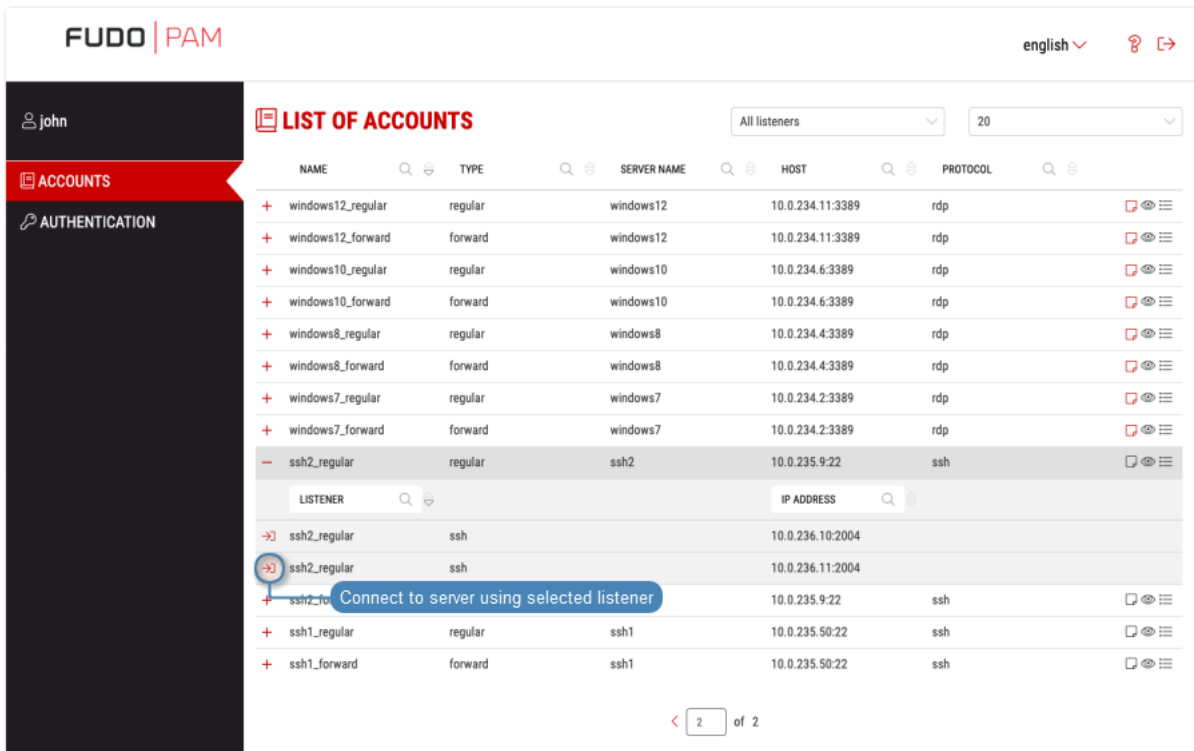 FUDO PAM
english
john
LIST OF ACCOUNTS
All listeners
20
ACCOUNTS
AUTHENTICATION
NAME TYPE SERVER NAME HOST PROTOCOL
windows12_regular regular windows12 10.0.234.11:3389 rdp
windows12_forward forward windows12 10.0.234.11:3389 rdp
windows10_regular regular windows10 10.0.234.6:3389 rdp
windows10_forward forward windows10 10.0.234.6:3389 rdp
windows8_regular regular windows8 10.0.234.4:3389 rdp
windows8_forward forward windows8 10.0.234.4:3389 rdp
windows7_regular regular windows7 10.0.234.2:3389 rdp
windows7_forward forward windows7 10.0.234.2:3389 rdp
ssh2_regular regular ssh2 10.0.235.9:22 ssh
LISTENER IP ADDRESS
ssh2_regular ssh 10.0.236.10:2004
ssh2_regular ssh 10.0.236.11:2004
Connect to server using selected listener
10.0.235.9:22 ssh
ssh1_regular regular ssh1 10.0.235.50:22 ssh
ssh1_forward forward ssh1 10.0.235.50:22 ssh
2 of 2